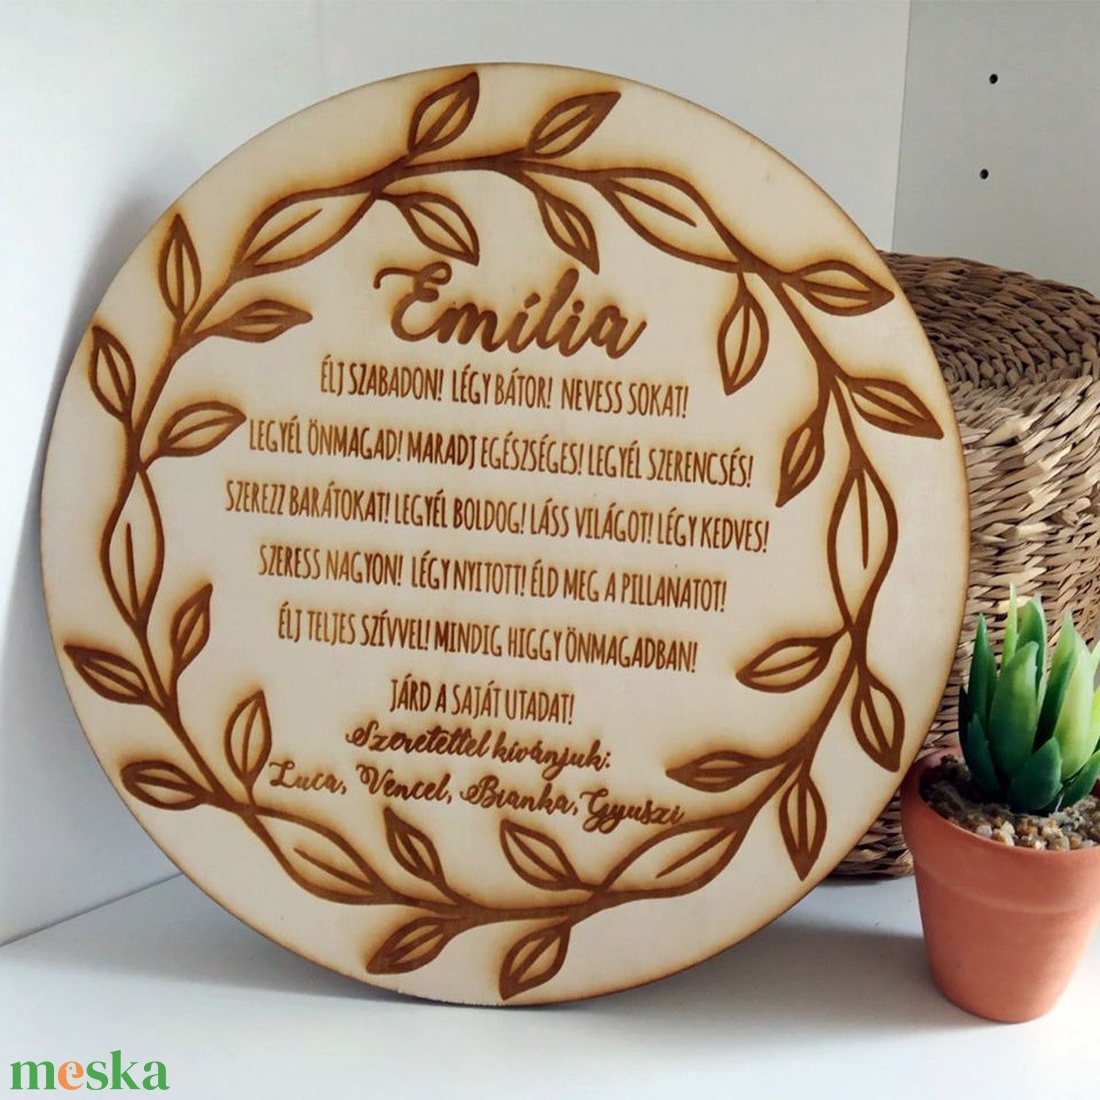 Emília
ÉLJ SZABADON! LÉGY BÁTOR! NEVESS SOKAT!
LEGYÉL ÖNMAGAD! MARADJ EGÉSZSÉGES! LEGYÉL SZERENCSÉS!
SZEREZZ BARÁTOKAT! LEGYÉL BOLDOG! LÁSS VILÁGOT! LÉGY KEDVES!
SZERESS NAGYON! LÉGY NYITOTT! ÉLD MEG A PILLANATOT!
ÉLJ TELJES SZÍVVEL! MINDIG HIGGY ÖNMAGADBAN!
JÁRD A SAJÁT UTADAT!
Szeretettel kívánjuk:
Luca, Vencel, Bianka, Gyuszi
meska